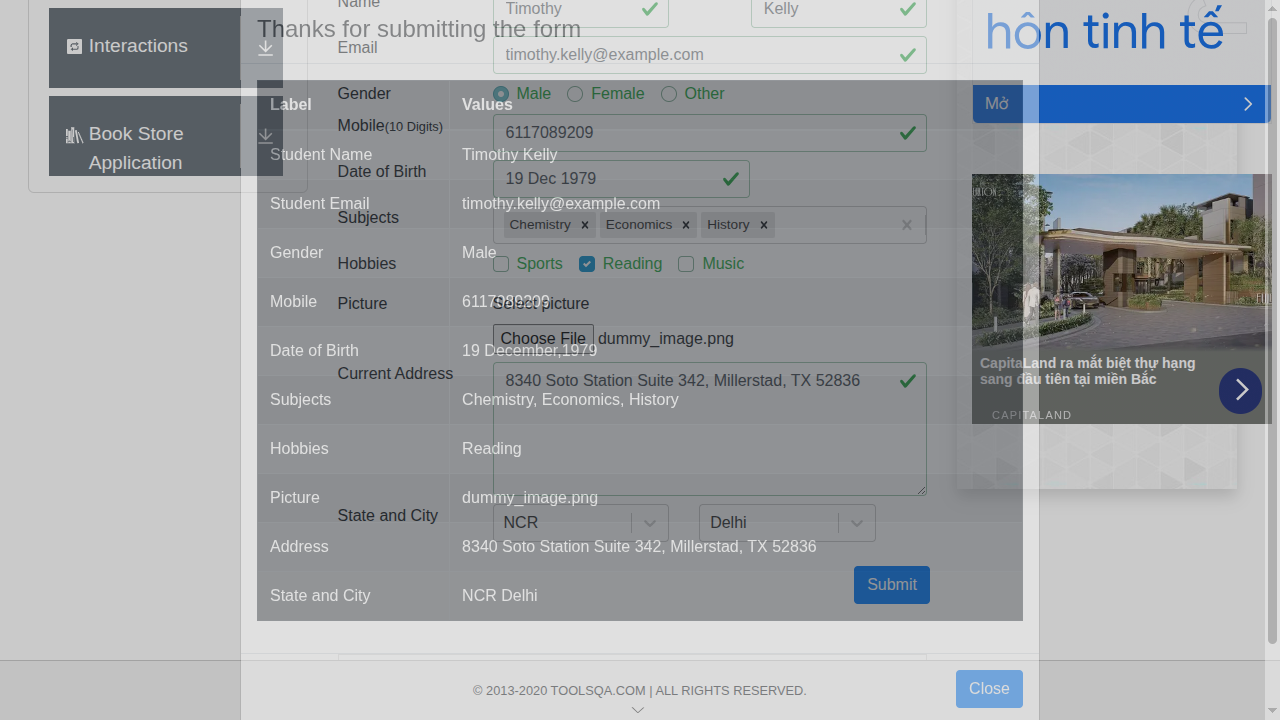 Interactions
Book Store
Application
Thanks for submitting the form
Label Values
Student Name Timothy Kelly
Student Email timothy.kelly@example.com
Gender Male
Mobile 6117089209
Date of Birth 19 December,1979
Subjects Chemistry, Economics, History
Hobbies Reading
Picture dummy_image.png
Address 8340 Soto Station Suite 342, Millerstad, TX 52836
State and City NCR Delhi
Close
Name Timothy Kelly
Email timothy.kelly@example.com
Gender Male Female Other
Mobile(10 Digits) 6117089209
Date of Birth 19 Dec 1979
Subjects Chemistry Economics History
Hobbies Sports Reading Music
Picture Select picture
Choose File dummy_image.png
Current Address 8340 Soto Station Suite 342, Millerstad, TX 52836
State and City NCR Delhi
Submit
hôn tinh tế
Mở
CapitaLand ra mắt biệt thự hạng
sang đầu tiên tại miền Bắc
CAPITALAND
© 2013-2020 TOOLSQA.COM | ALL RIGHTS RESERVED.